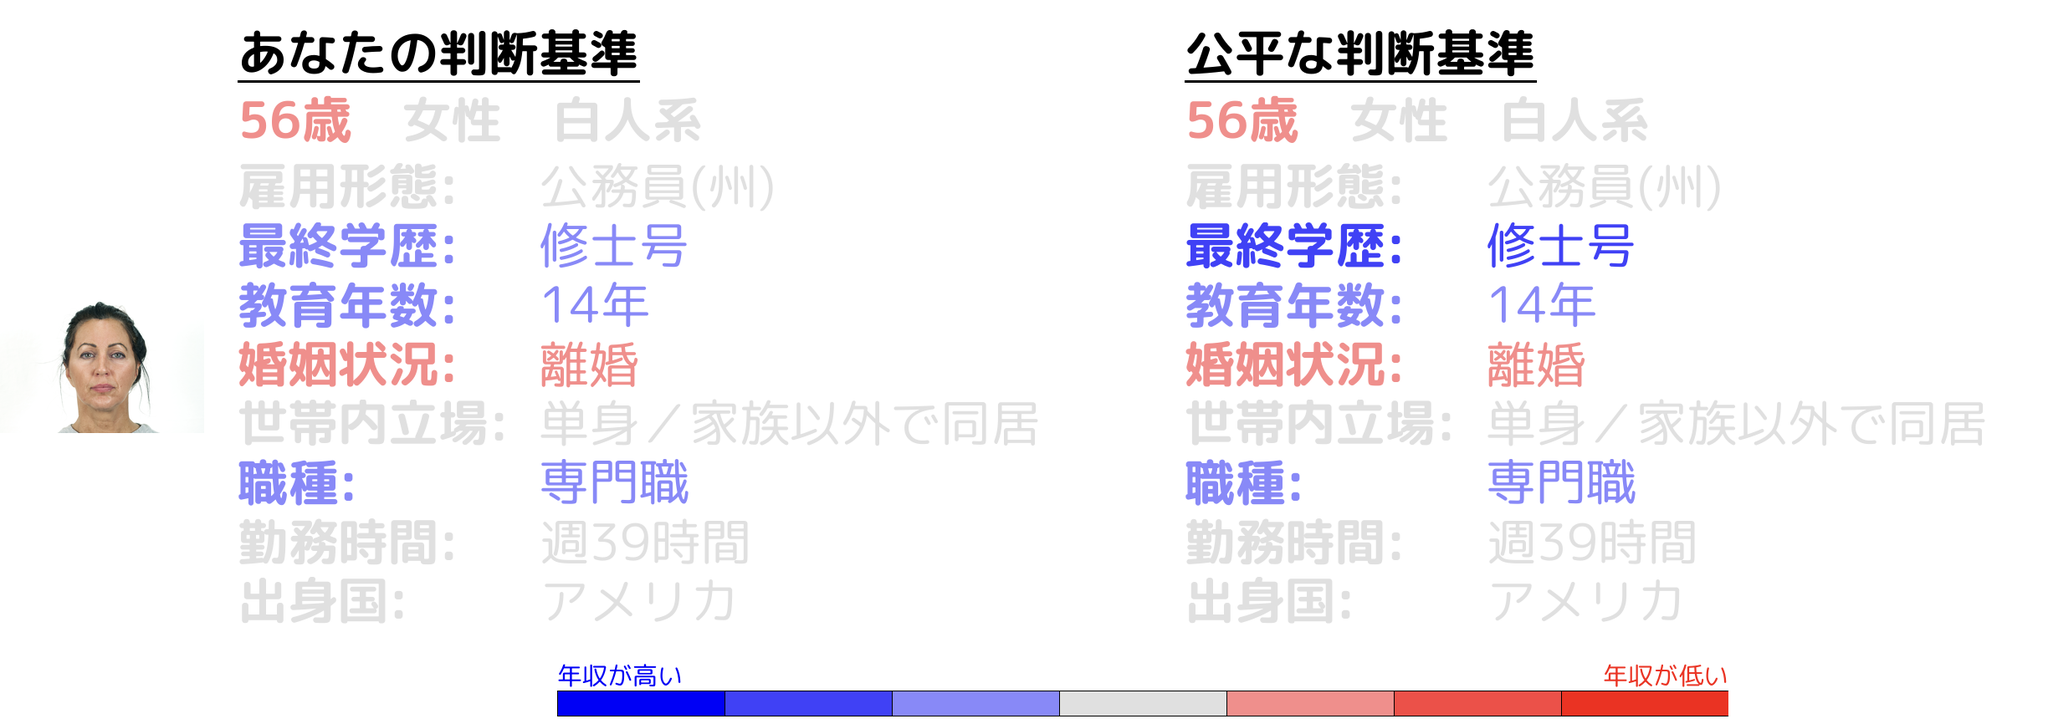 あなたの判断基準
56歳 女性 白人系
雇用形態: 公務員(州)
最終学歴: 修士号
教育年数: 14年
婚姻状況: 離婚
世帯内立場: 単身／家族以外で同居
職種: 専門職
勤務時間: 週39時間
出身国: アメリカ
公平な判断基準
56歳 女性 白人系
雇用形態: 公務員(州)
最終学歴: 修士号
教育年数: 14年
婚姻状況: 離婚
世帯内立場: 単身／家族以外で同居
職種: 専門職
勤務時間: 週39時間
出身国: アメリカ
年収が高い
年収が低い